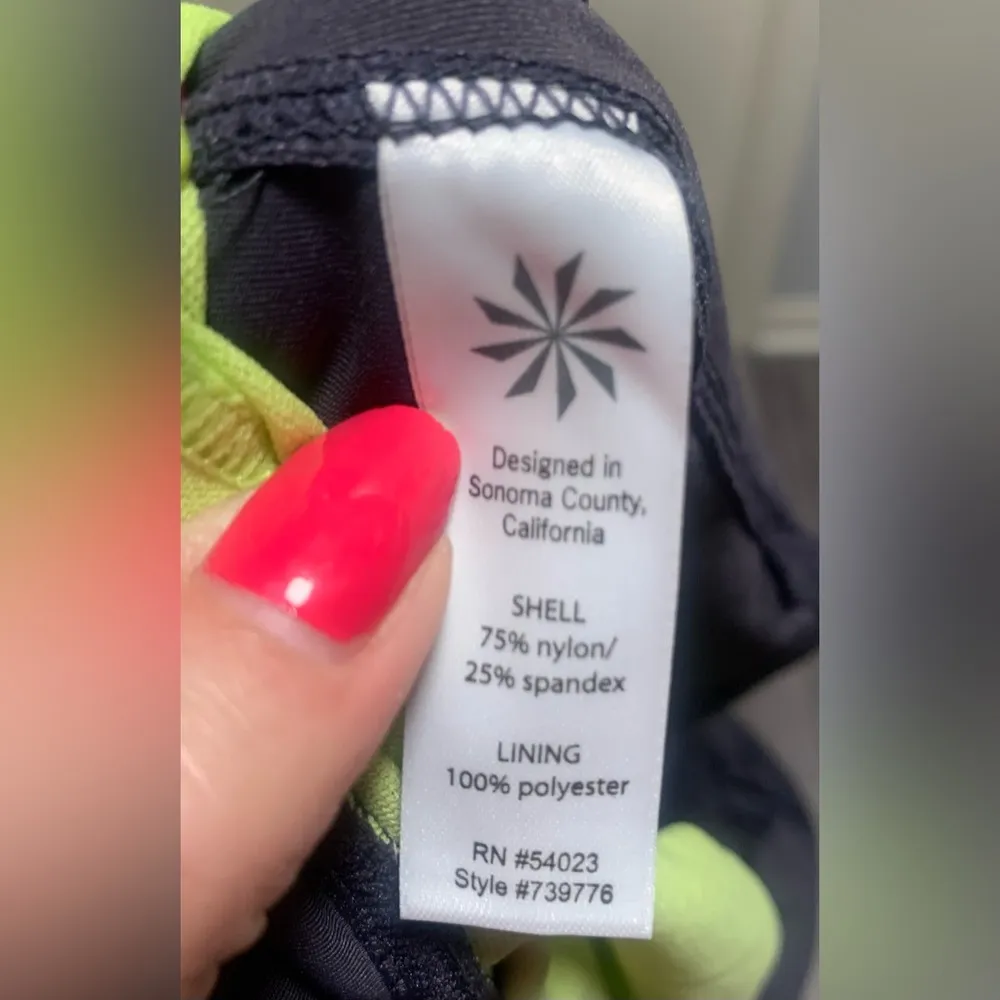 Designed in
Sonoma County,
California
SHELL
75% nylon/
25% spandex
LINING
100% polyester
RN #54023
Style #739776